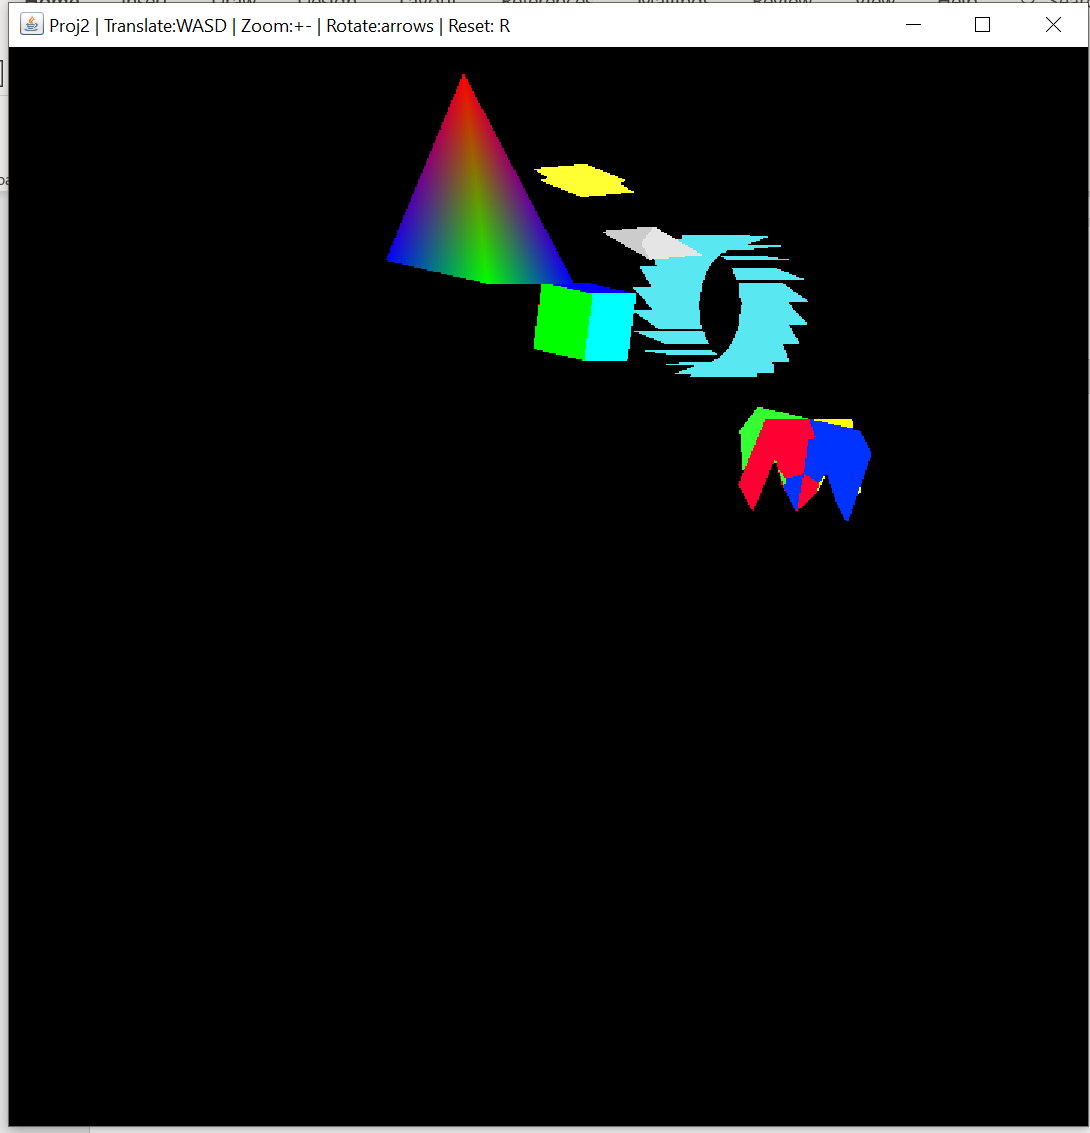 Proj2 | Translate:WASD | Zoom:+- | Rotate:arrows | Reset: R